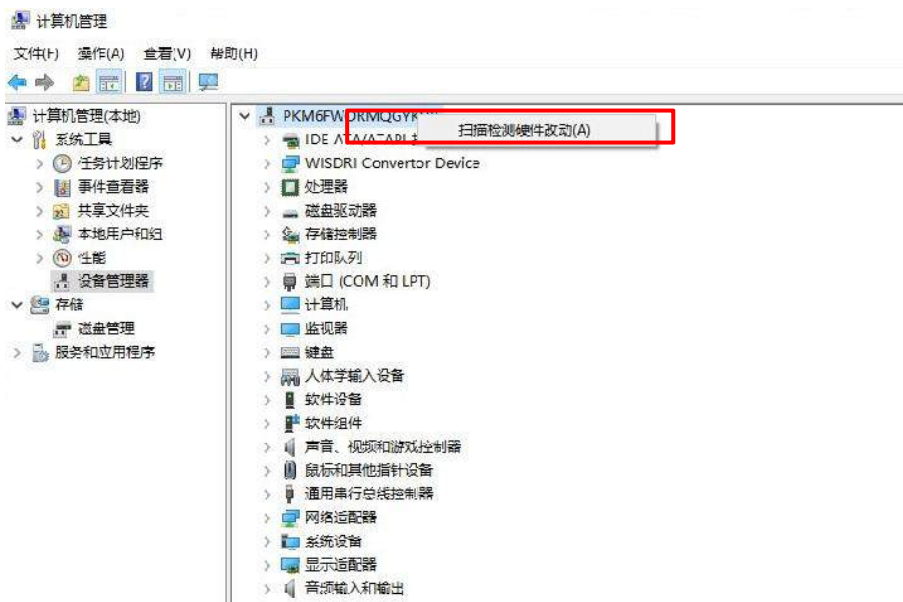 计算机管理
文件(F) 操作(A) 查看(V) 帮助(H)
计算机管理(本地)
系统工具
任务计划程序
事件查看器
共享文件夹
本地用户和组
性能
设备管理器
存储
磁盘管理
服务和应用程序
扫描检测硬件改动(A)
IDE ATA/ATAPI
WISDRI Convertor Device
处理器
磁盘驱动器
存储控制器
打印队列
端口 (COM 和 LPT)
计算机
监视器
键盘
人体学输入设备
软件设备
软件组件
声音、视频和游戏控制器
鼠标和其他指针设备
通用串行总线控制器
网络适配器
系统设备
显示适配器
音频输入和输出